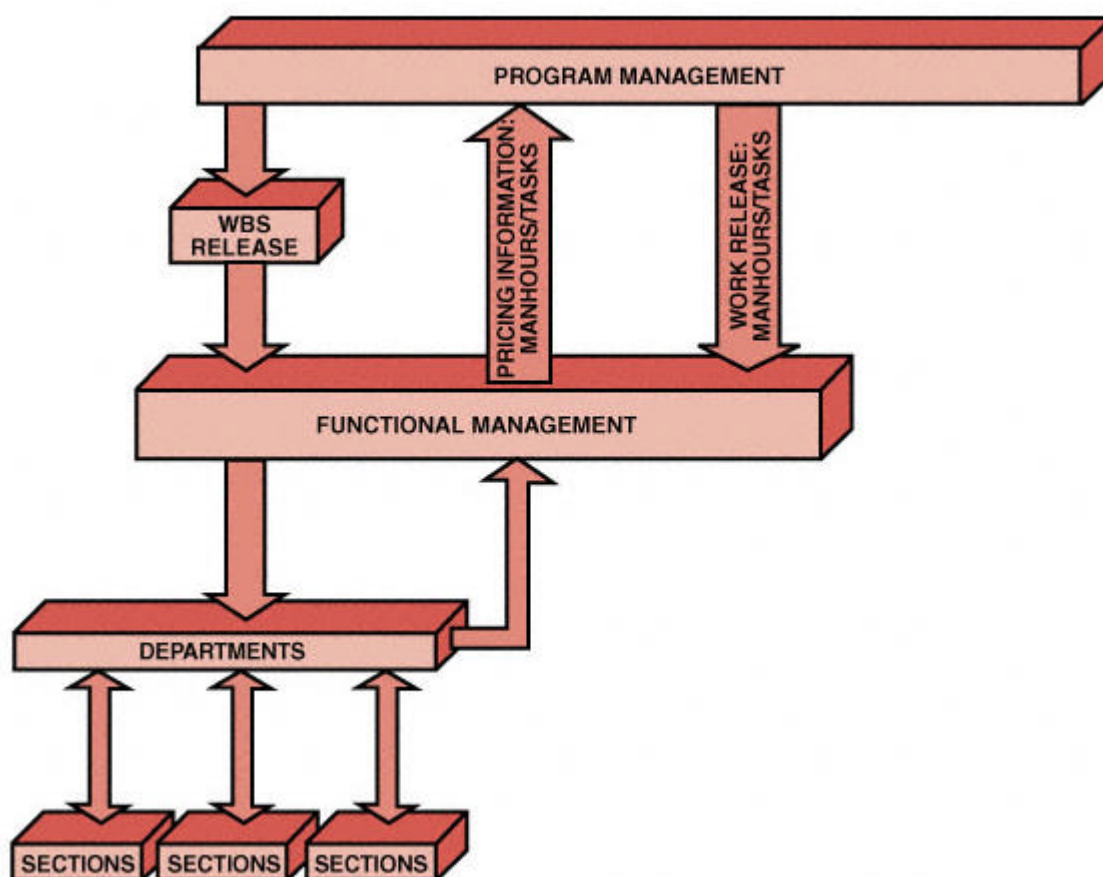 PROGRAM MANAGEMENT
WBS
RELEASE
PRICING INFORMATION:
MANHOURS/TASKS
WORK RELEASE:
MANHOURS/TASKS
FUNCTIONAL MANAGEMENT
DEPARTMENTS
SECTIONS
SECTIONS
SECTIONS